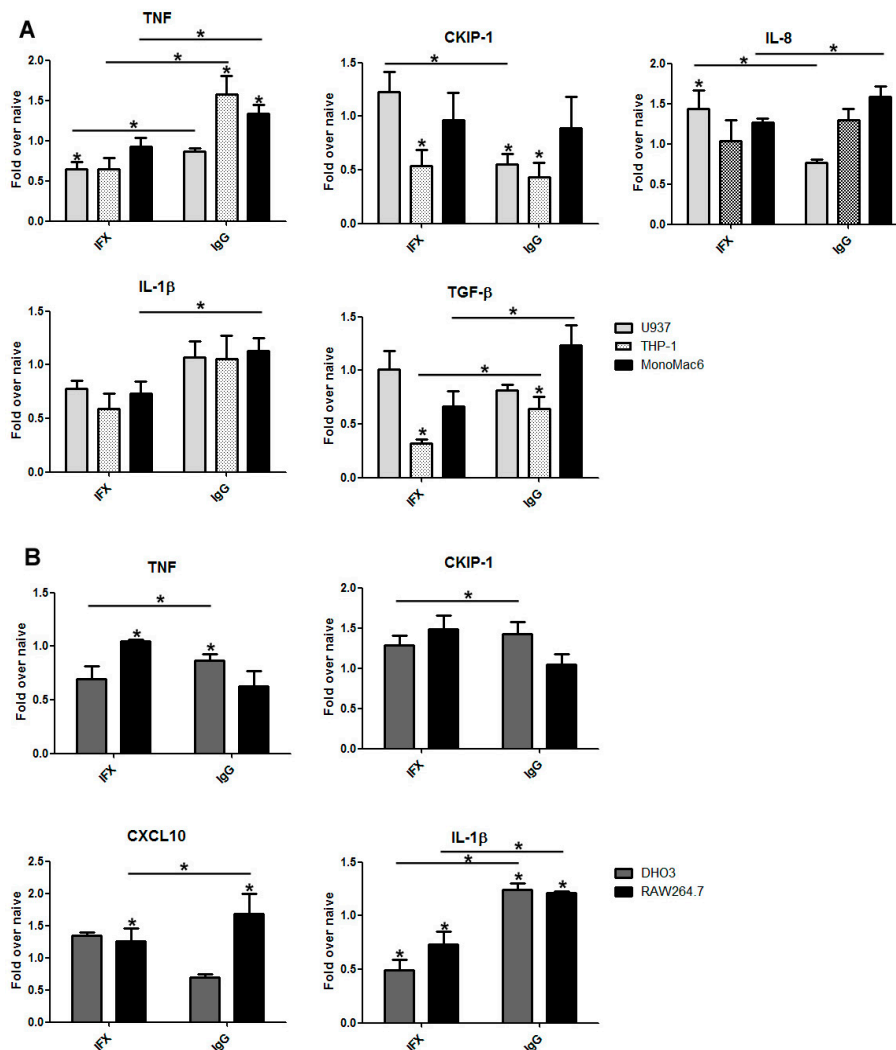 A
TNF
*
*
*
*
*
*
Fold over naive
2.0
1.5
1.0
0.5
0.0
IFX
IgG
CKIP-1
*
*
*
*
Fold over naive
1.5
1.0
0.5
0.0
IFX
IgG
IL-8
*
*
*
Fold over naive
2.0
1.5
1.0
0.5
0.0
IFX
IgG
IL-1β
*
Fold over naive
1.5
1.0
0.5
0.0
IFX
IgG
TGF-β
*
*
*
*
Fold over naive
1.5
1.0
0.5
0.0
IFX
IgG
U937
THP-1
MonoMac6
B
TNF
*
*
*
Fold over naive
1.5
1.0
0.5
0.0
IFX
IgG
CKIP-1
*
Fold over naive
2.0
1.5
1.0
0.5
0.0
IFX
IgG
CXCL10
*
*
*
Fold over naive
2.5
2.0
1.5
1.0
0.5
0.0
IFX
IgG
IL-1β
*
*
*
*
*
*
Fold over naive
1.5
1.0
0.5
0.0
IFX
IgG
DHO3
RAW264.7